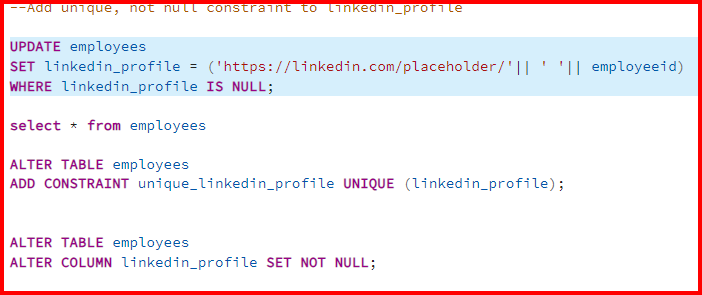 --Add unique, not null constraint to linkedin_profile
UPDATE employees
SET linkedin_profile = ('https://linkedin.com/placeholder/'|| ' '|| employeeid)
WHERE linkedin_profile IS NULL;
select * from employees
ALTER TABLE employees
ADD CONSTRAINT unique_linkedin_profile UNIQUE (linkedin_profile);
ALTER TABLE employees
ALTER COLUMN linkedin_profile SET NOT NULL;